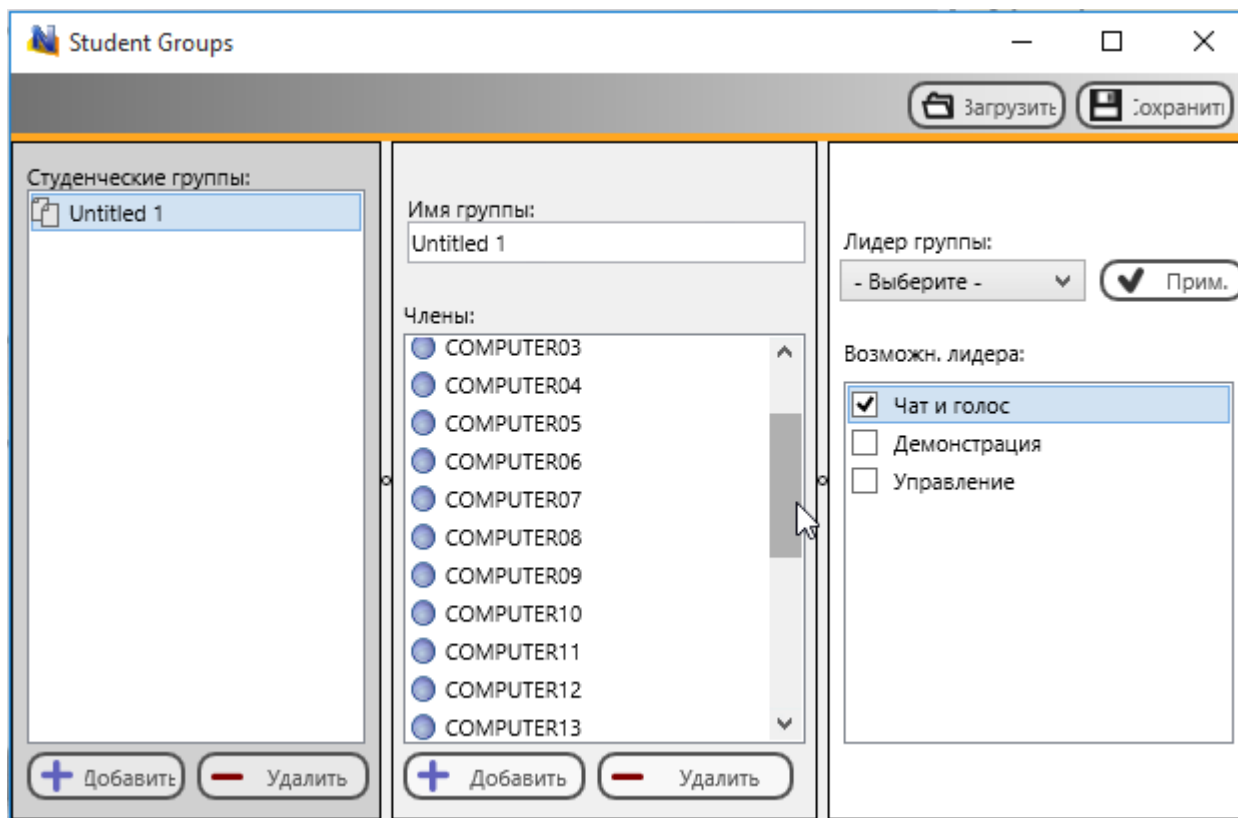 Student Groups
Загрузить
Сохранить
Студенческие группы:
Untitled 1
Добавить
Удалить
Имя группы:
Untitled 1
Члены:
COMPUTER03
COMPUTER04
COMPUTER05
COMPUTER06
COMPUTER07
COMPUTER08
COMPUTER09
COMPUTER10
COMPUTER11
COMPUTER12
COMPUTER13
Добавить
Удалить
Лидер группы:
- Выберите -
Прим.
Возможн. лидера:
Чат и голос
Демонстрация
Управление